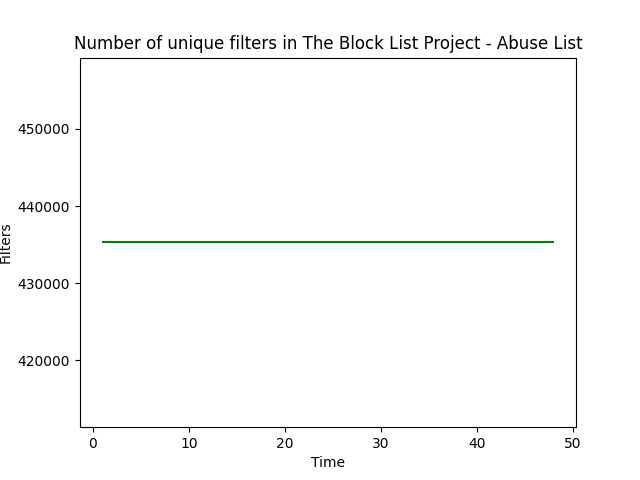 Number of unique filters in The Block List Project - Abuse List
450000
440000
430000
420000
Filters
0 10 20 30 40 50
Time